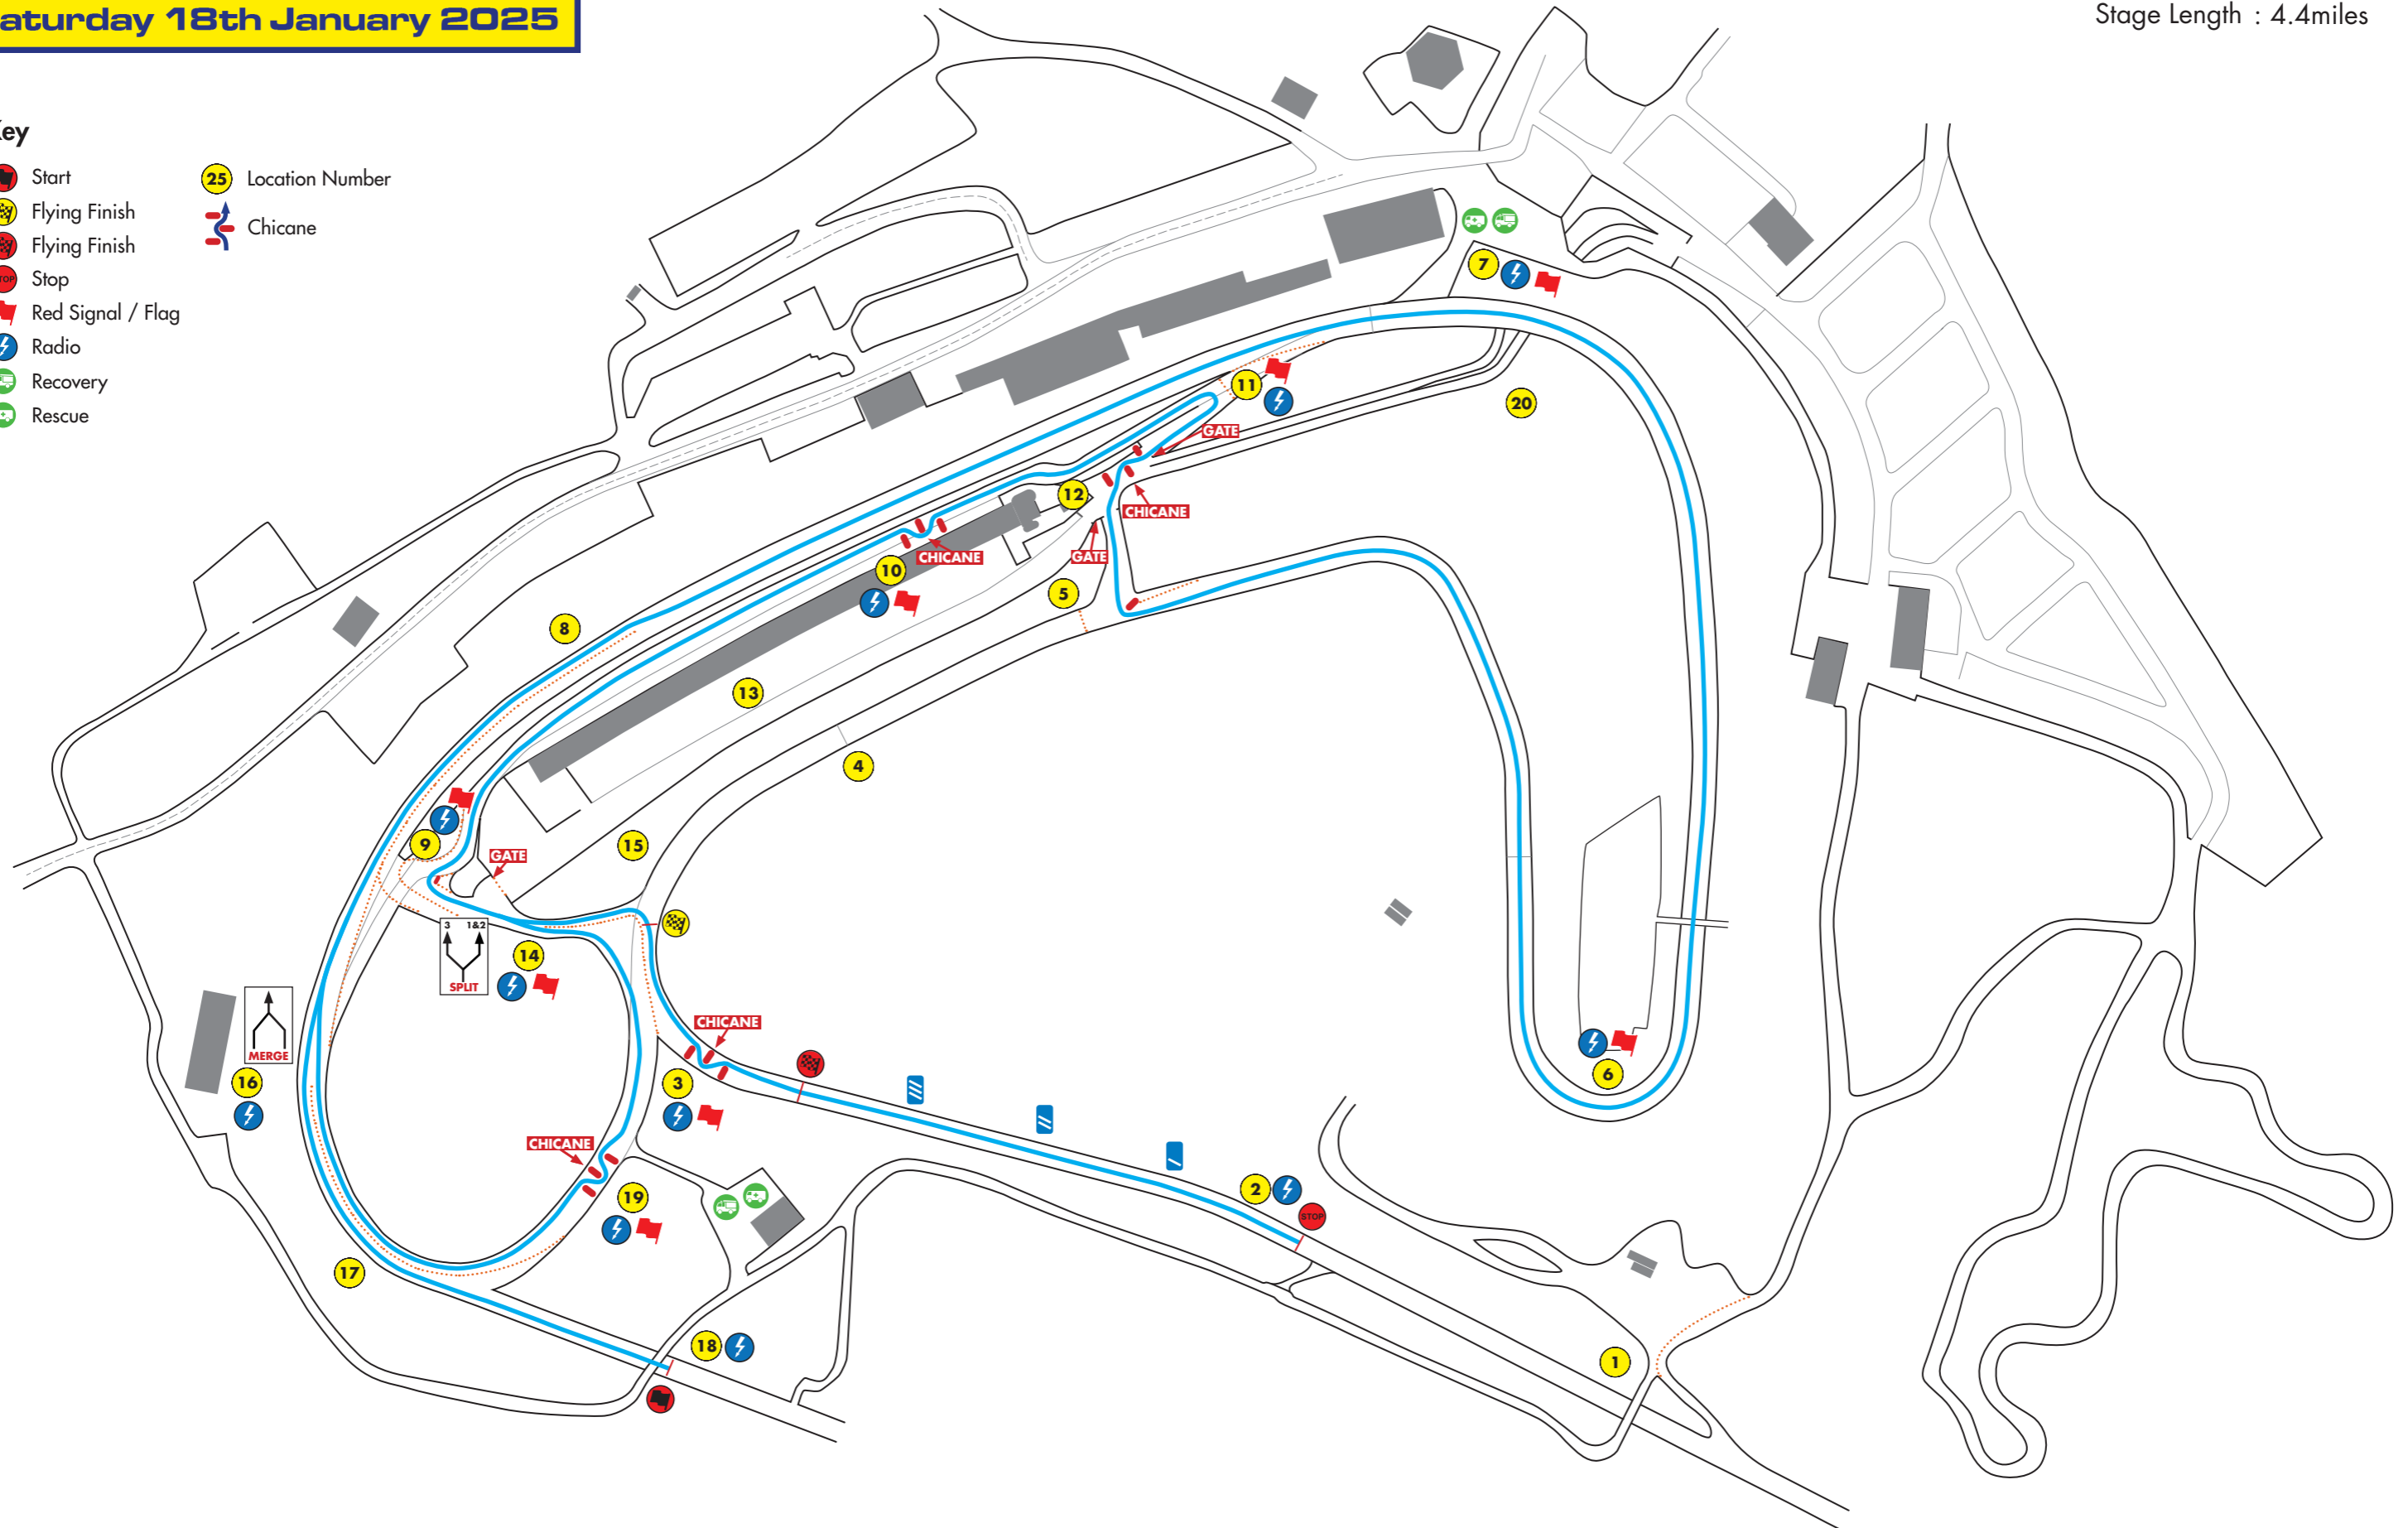 aturday 18th January 2025
Stage Length : 4.4miles
ey
Start
Flying Finish
Flying Finish
STOP Stop
Red Signal / Flag
Radio
Recovery
Rescue
25 Location Number
Chicane
7
11
GATE
20
12
CHICANE
CHICANE
GATE
10
5
8
13
4
9
15
GATE
3 1&2
SPLIT
14
MERGE
16
CHICANE
3
6
CHICANE
19
2
STOP
17
18
1